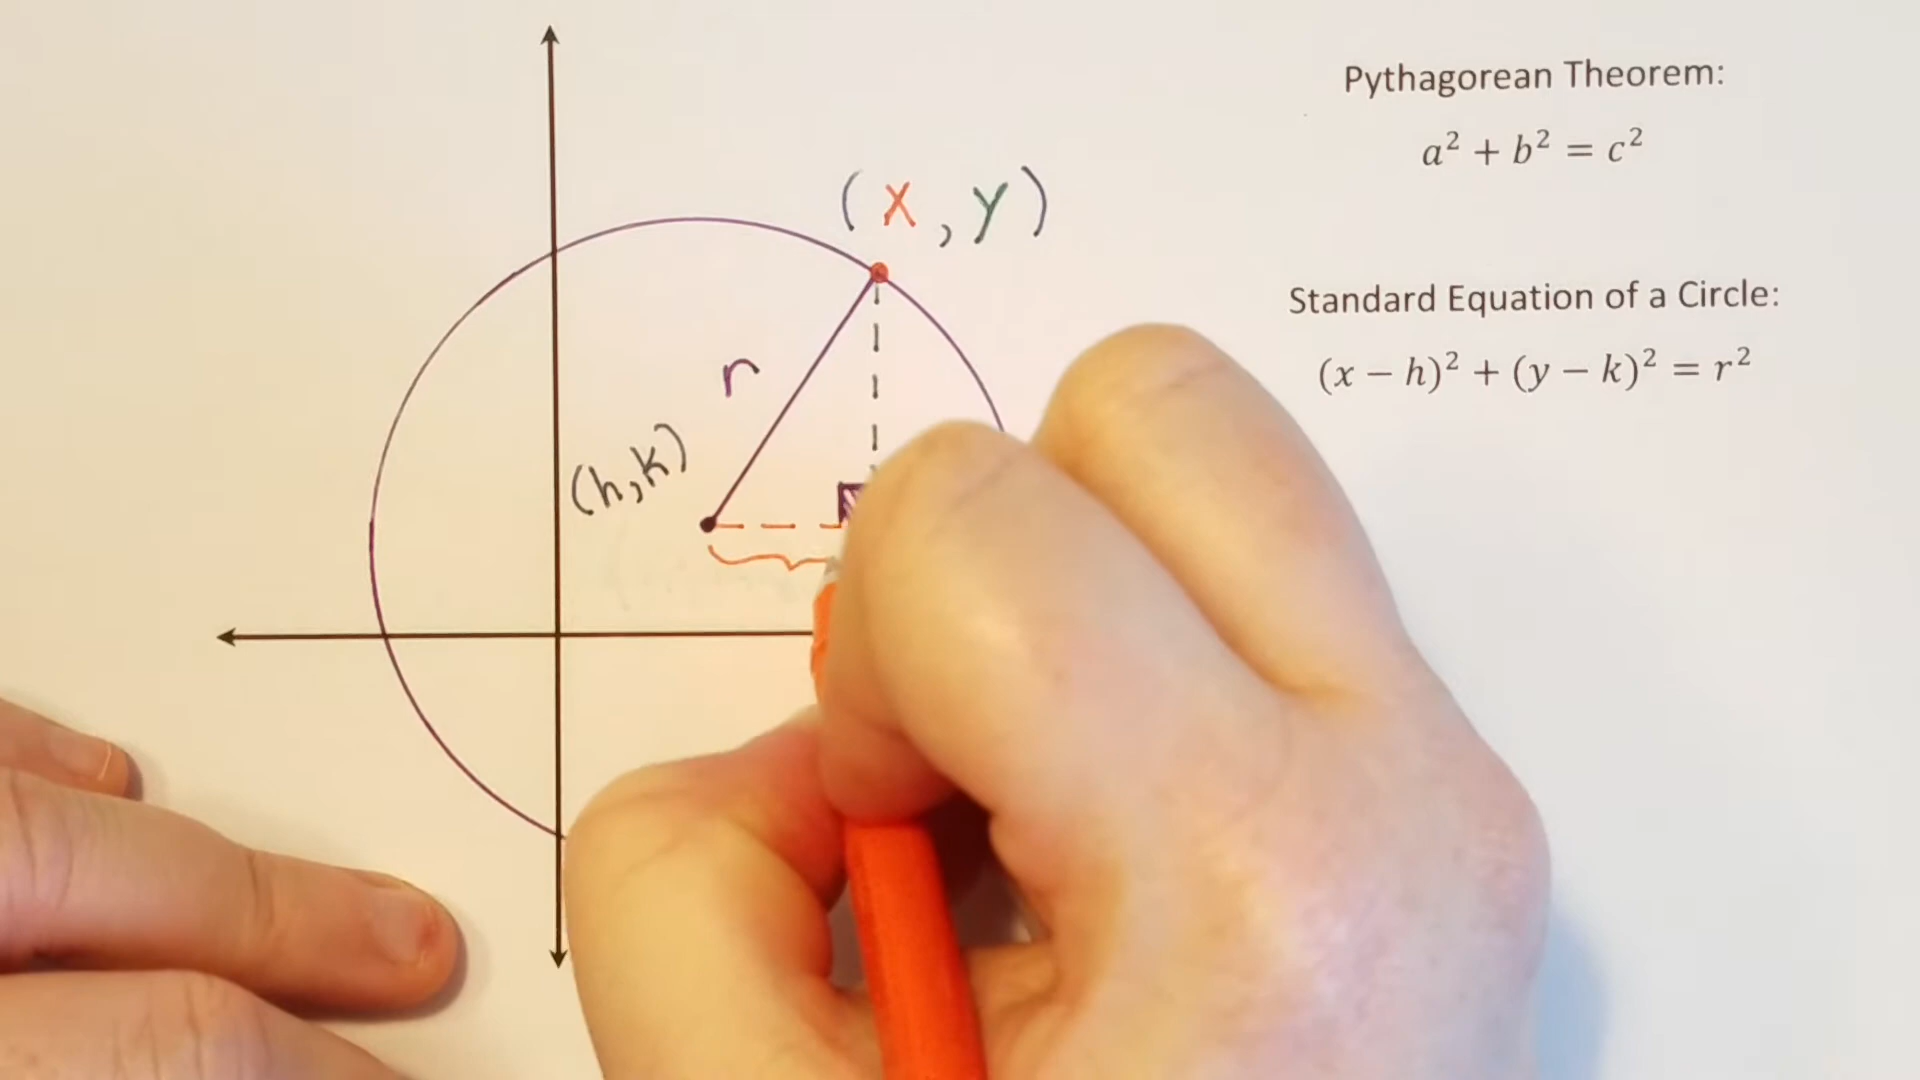 Pythagorean Theorem:
a² + b² = c²
(x, y)
Standard Equation of a Circle:
(x − h)² + (y − k)² = r²
r
(h,k)